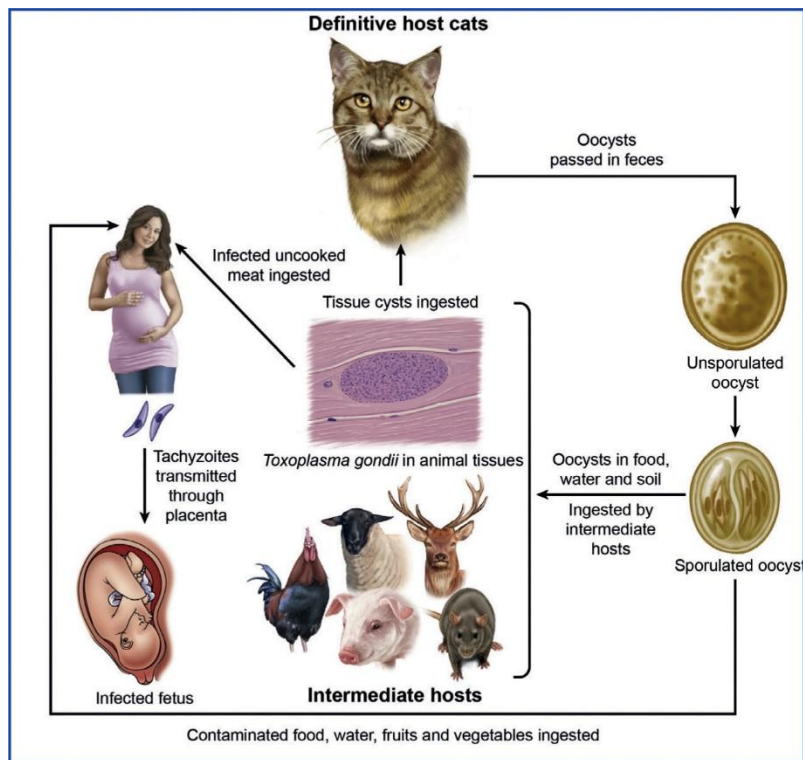 Definitive host cats
Oocysts
passed in feces
Infected uncooked
meat ingested
Tissue cysts ingested
Unsporulated
oocyst
Tachyzoites
transmitted
through
placenta
Toxoplasma gondii in animal tissues
Oocysts in food,
water and soil
Ingested by
intermediate
hosts
Sporulated oocyst
Infected fetus
Intermediate hosts
Contaminated food, water, fruits and vegetables ingested